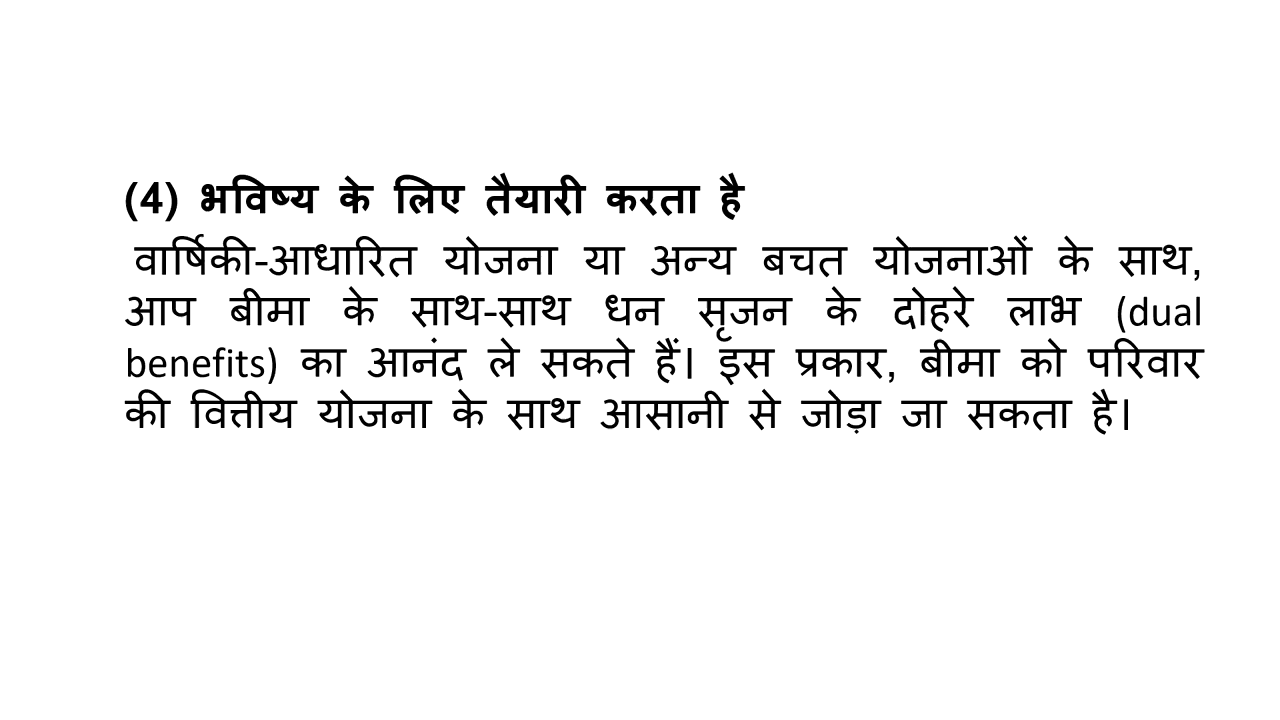 (4) भविष्य के लिए तैयारी करता है
वार्षिकी-आधारित योजना या अन्य बचत योजनाओं के साथ,
आप बीमा के साथ-साथ धन सृजन के दोहरे लाभ (dual
benefits) का आनंद ले सकते हैं। इस प्रकार, बीमा को परिवार
की वित्तीय योजना के साथ आसानी से जोड़ा जा सकता है।